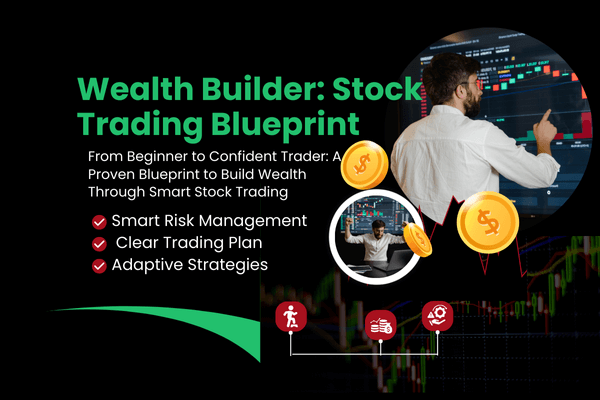 Wealth Builder: Stock
Trading Blueprint
From Beginner to Confident Trader: A
Proven Blueprint to Build Wealth
Through Smart Stock Trading
Smart Risk Management
Clear Trading Plan
Adaptive Strategies